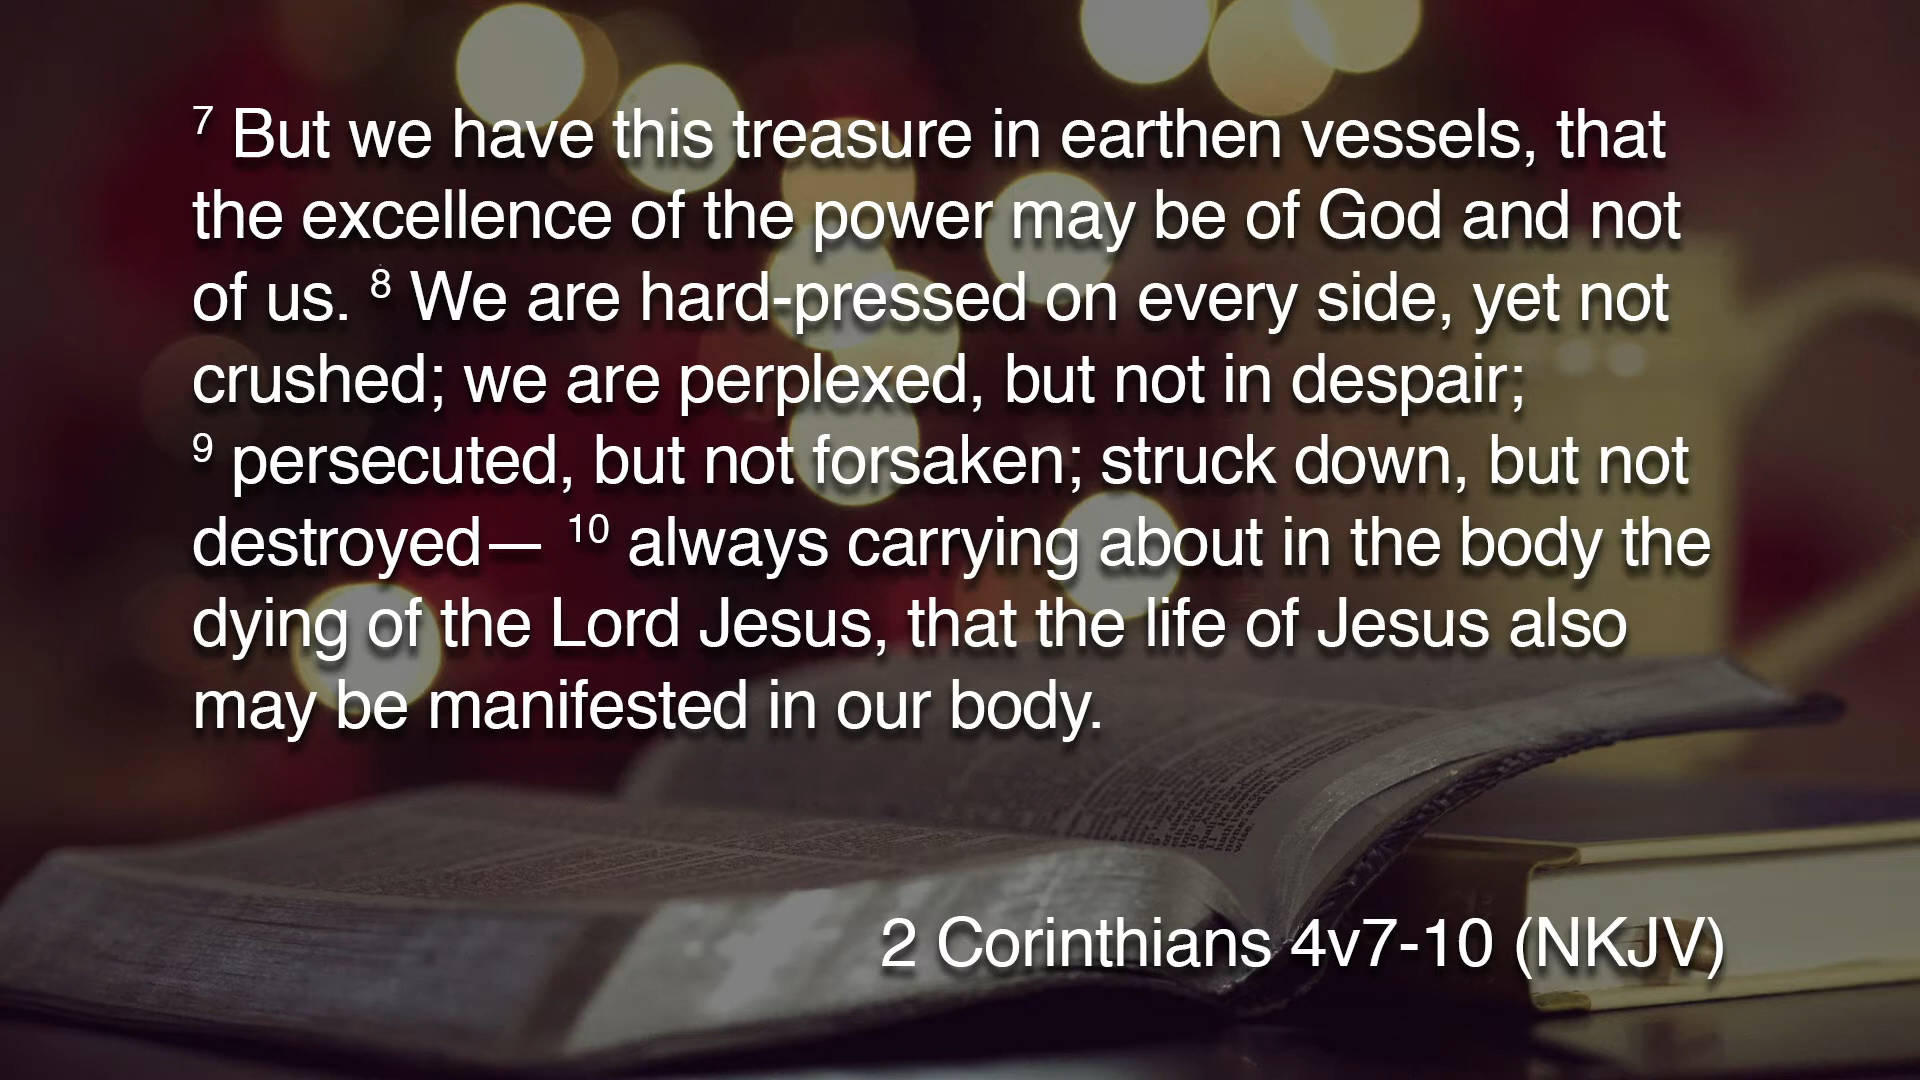 7 But we have this treasure in earthen vessels, that
the excellence of the power may be of God and not
of us. 8 We are hard-pressed on every side, yet not
crushed; we are perplexed, but not in despair;
9 persecuted, but not forsaken; struck down, but not
destroyed— 10 always carrying about in the body the
dying of the Lord Jesus, that the life of Jesus also
may be manifested in our body.
2 Corinthians 4v7-10 (NKJV)